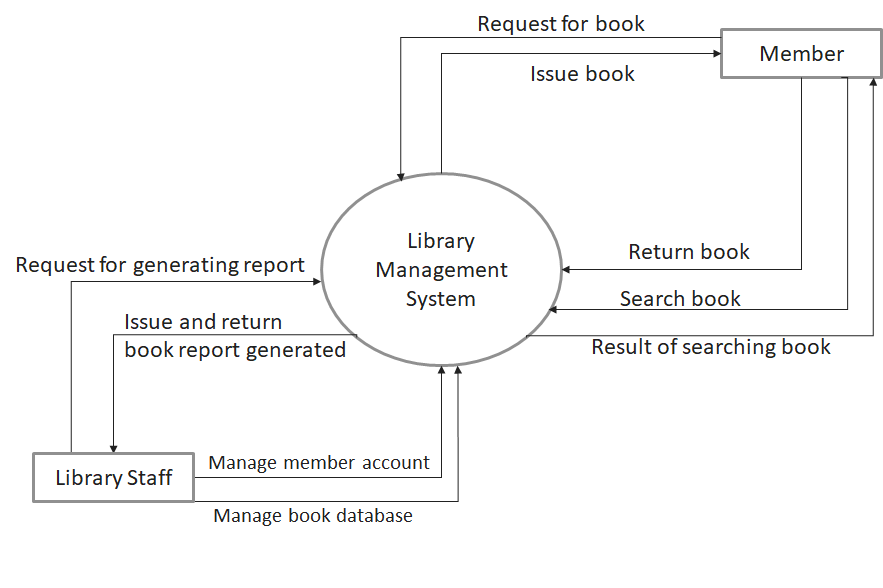 Request for book
Member
Issue book
Library
Management
System
Return book
Request for generating report
Search book
Issue and return
book report generated
Result of searching book
Library Staff
Manage member account
Manage book database